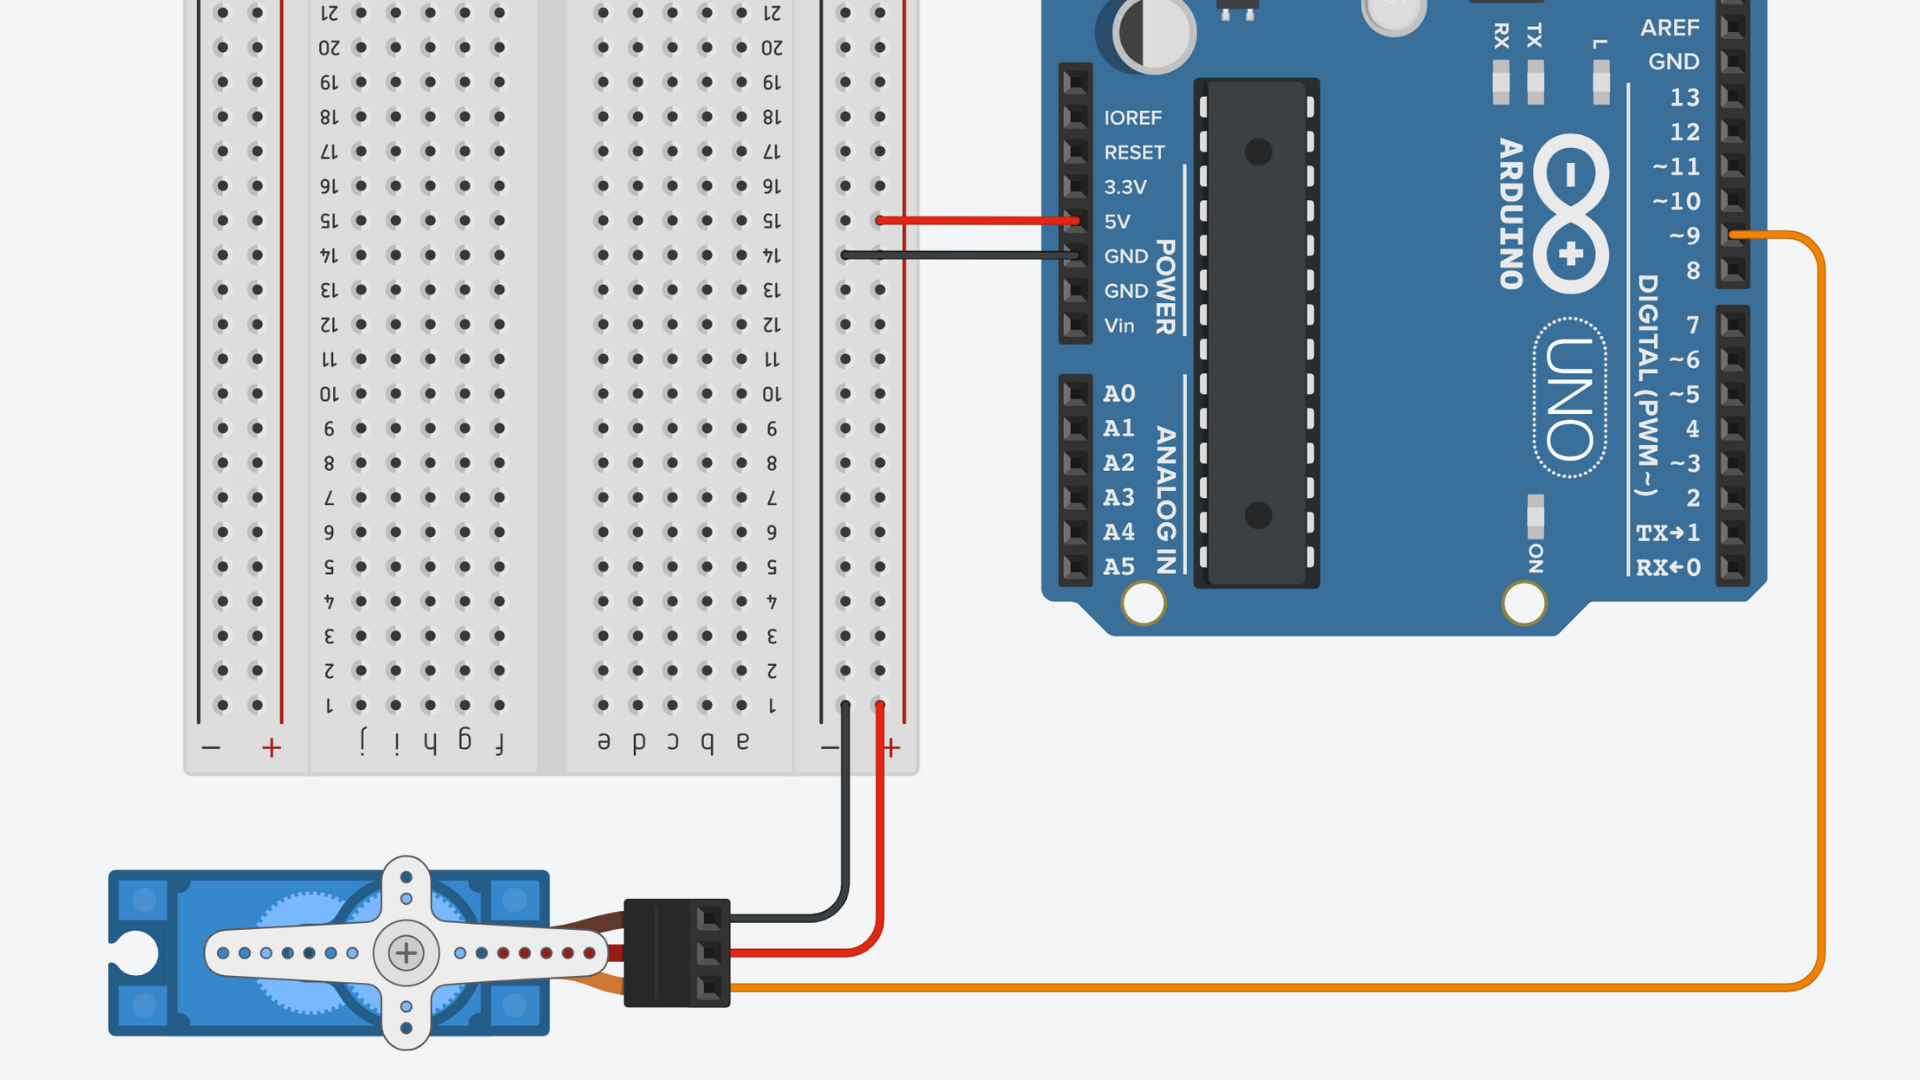 21 21
20 20
19 19
18 18
17 17
16 16
15 15
14 14
13 13
12 12
11 11
10 10
9 9
8 8
7 7
6 6
5 5
4 4
3 3
2 2
1 1
− + j i h g f e d c b a − +
IOREF
RESET
3.3V
5V
GND
GND
Vin
POWER
A0
A1
A2
A3
A4
A5
ANALOG IN
RX
TX
L
ARDUINO
UNO
ON
AREF
GND
13
12
~11
~10
~9
8
7
~6
~5
4
~3
2
TX→1
RX←0
DIGITAL (PWM~)